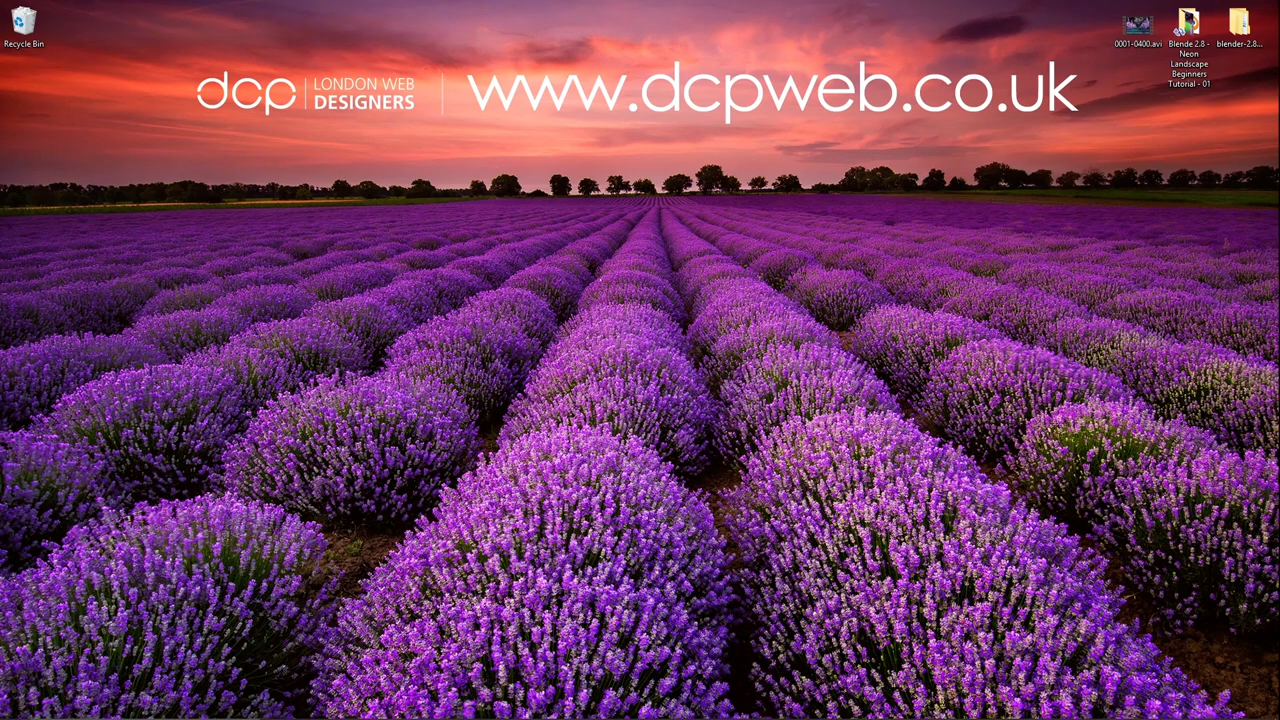 Recycle Bin
dcp
LONDON WEB
DESIGNERS
www.dcpweb.co.uk
0001-0400.avi
Blende 2.8 -
Neon
Landscape
Beginners
Tutorial - 01
blender-2.8...